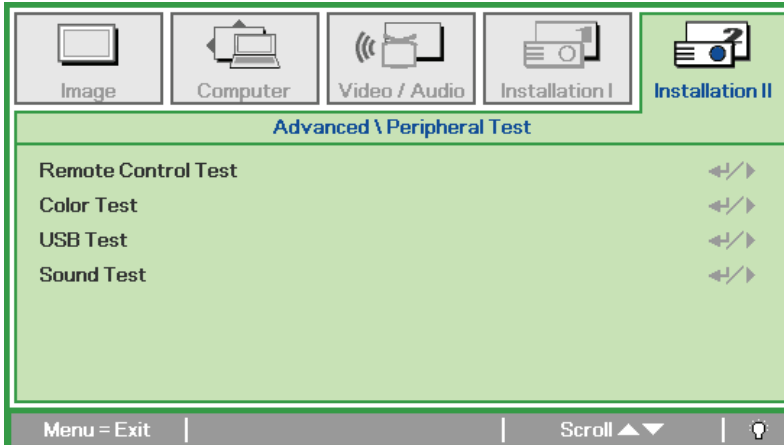 Image
Computer
Video / Audio
Installation I
Installation II
Advanced \ Peripheral Test
Remote Control Test
Color Test
USB Test
Sound Test
Menu = Exit
Scroll ▲▼